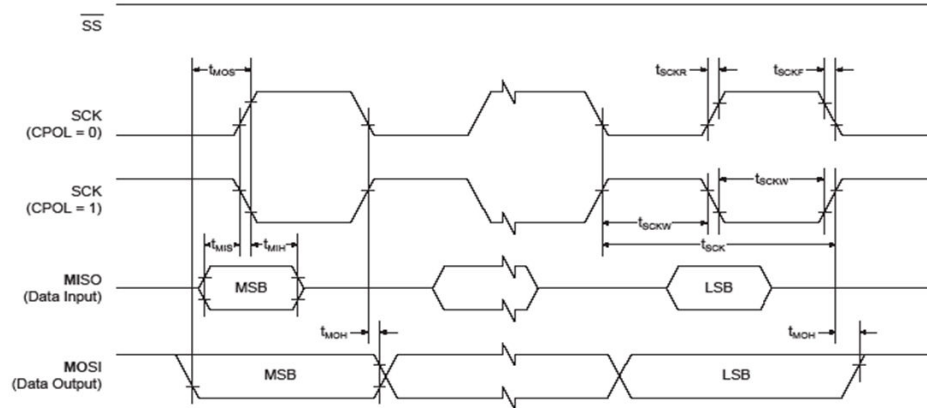 SS
tMOS
tSCKR
tSCKF
SCK
(CPOL = 0)
SCK
(CPOL = 1)
tSCKW
tSCKW
tSCK
tMIS
tMIH
MISO
(Data Input)
MSB
LSB
tMOH
tMOH
MOSI
(Data Output)
MSB
LSB